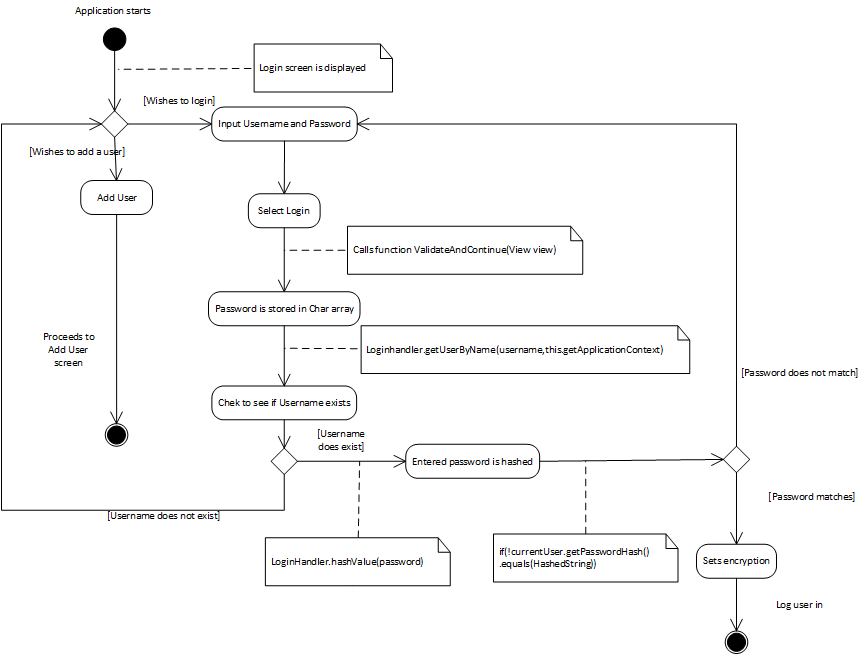 Application starts
Login screen is displayed
[Wishes to login]
Input Username and Password
[Wishes to add a user]
Add User
Select Login
Calls function ValidateAndContinue(View view)
Password is stored in Char array
Proceeds to
Add User
screen
Loginhandler.getUserByName(username,this.getApplicationContext)
[Password does not match]
Chek to see if Username exists
[Username
does exist]
Entered password is hashed
[Password matches]
[Username does not exist]
LoginHandler.hashValue(password)
if(!currentUser.getPasswordHash()
.equals(HashedString))
Sets encryption
Log user in